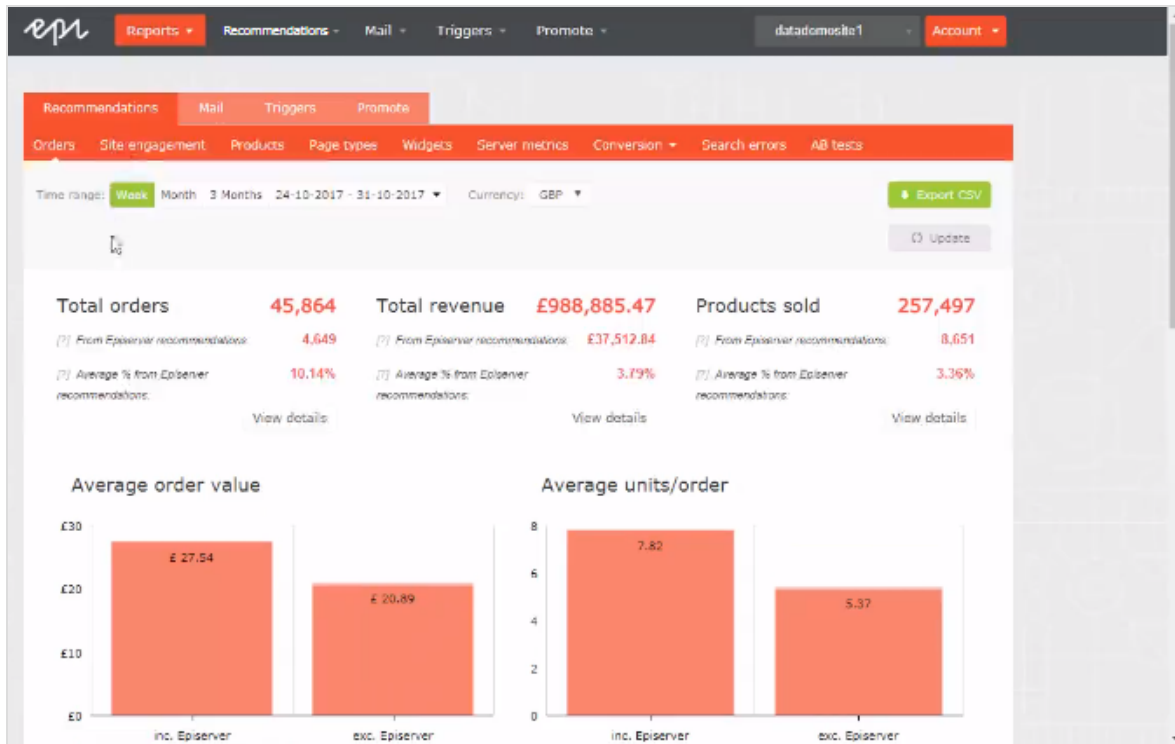 epi Reports Recommendations Mail Triggers Promote datademosite1 Account
Recommendations Mail Triggers Promote
Orders Site engagement Products Page types Widgets Server metrics Conversion Search errors AB tests
Time range: Week Month 3 Months 24-10-2017 - 31-10-2017 Currency: GBP Export CSV
Update
Total orders 45,864 Total revenue £988,885.47 Products sold 257,497
[?] From Episerver recommendations: 4,649 [?] From Episerver recommendations: £37,512.84 [?] From Episerver recommendations: 8,651
[?] Average % from Episerver 10.14% [?] Average % from Episerver 3.79% [?] Average % from Episerver 3.36%
recommendations: recommendations: recommendations:
View details View details View details
Average order value Average units/order
£30 8
£ 27.54 7.82
6
£20 £ 20.89 5.37
4
£10
2
£0 0
inc. Episerver exc. Episerver inc. Episerver exc. Episerver